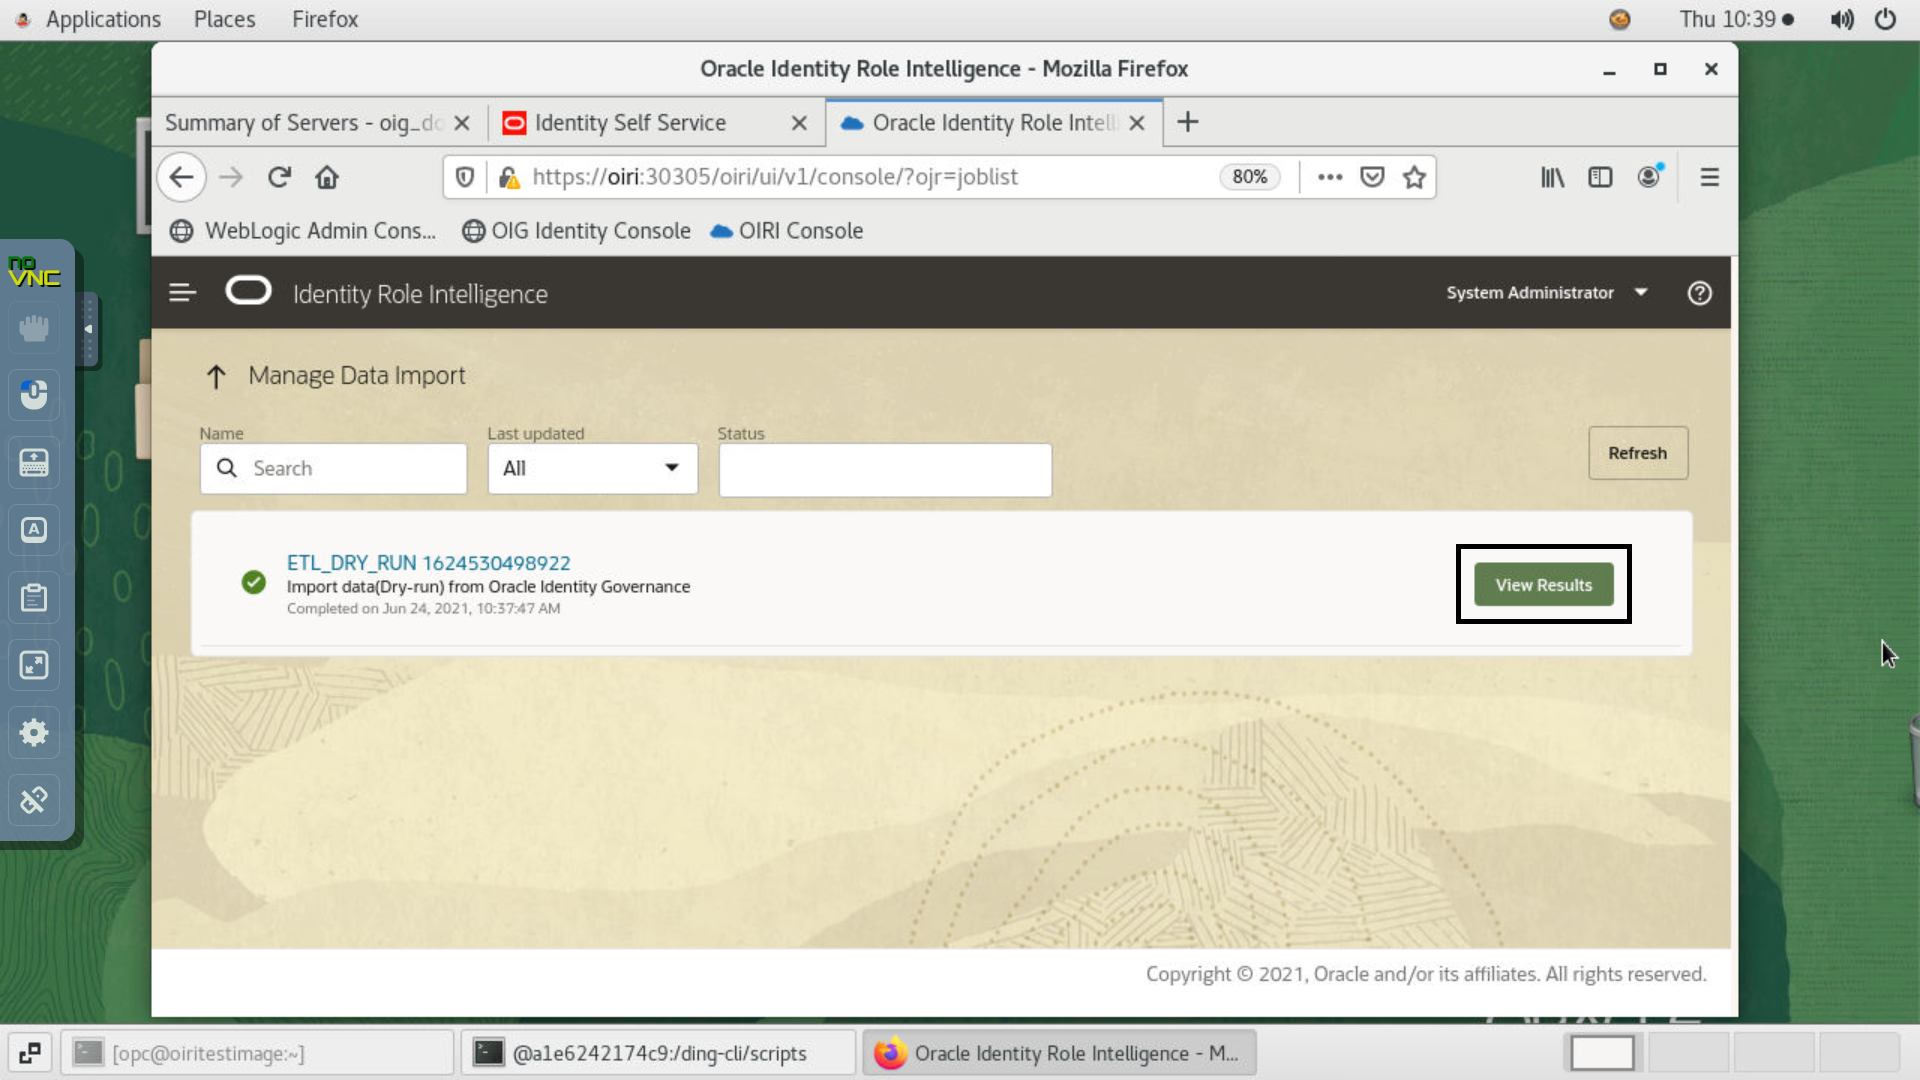 Applications Places Firefox Thu 10:39
Oracle Identity Role Intelligence - Mozilla Firefox
Summary of Servers - oig_do
Identity Self Service
Oracle Identity Role Intell
https://oiri:30305/oiri/ui/v1/console/?ojr=joblist 80%
WebLogic Admin Cons... OIG Identity Console OIRI Console
no
VNC
Identity Role Intelligence
System Administrator
Manage Data Import
Name Last updated Status
Search All Refresh
ETL_DRY_RUN 1624530498922
Import data(Dry-run) from Oracle Identity Governance
Completed on Jun 24, 2021, 10:37:47 AM
View Results
A
Copyright © 2021, Oracle and/or its affiliates. All rights reserved.
[opc@oiritestimage:~] @a1e6242174c9:/ding-cli/scripts Oracle Identity Role Intelligence - M...